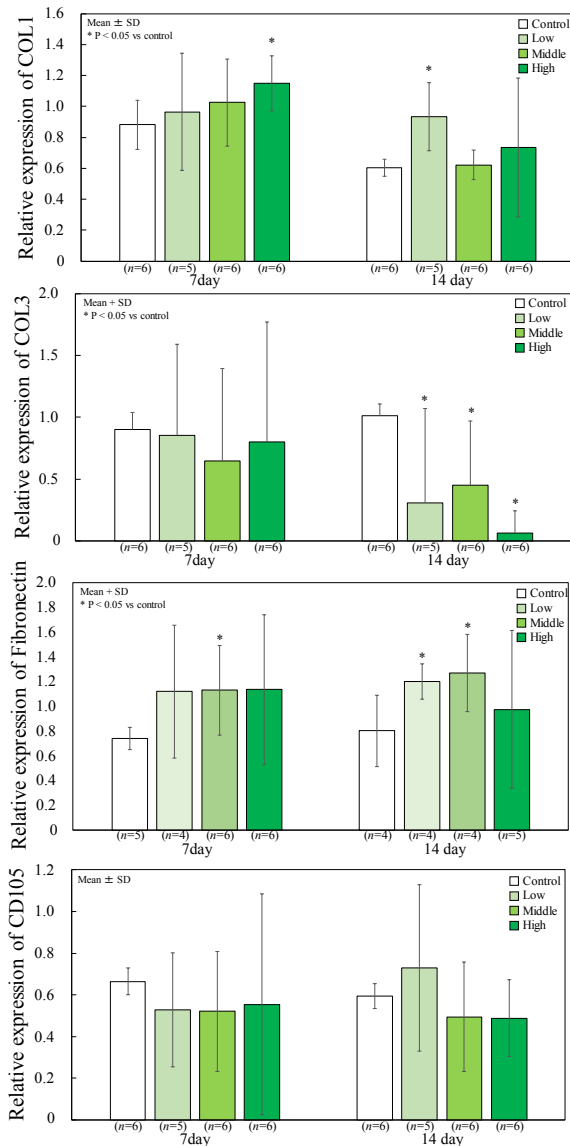 Relative expression of COL1
Mean ± SD
* P < 0.05 vs control
Control
Low
Middle
High
1.6
1.4
1.2
1.0
0.8
0.6
0.4
0.2
0
*
*
(n=6) (n=5) (n=6) (n=6) (n=6) (n=5) (n=6) (n=6)
7day 14 day
Relative expression of COL3
Mean + SD
* P < 0.05 vs control
Control
Low
Middle
High
2.0
1.5
1.0
0.5
0
*
*
*
(n=6) (n=5) (n=6) (n=6) (n=6) (n=5) (n=6) (n=6)
7day 14 day
Relative expression of Fibronectin
Mean + SD
* P < 0.05 vs control
Control
Low
Middle
High
2.0
1.8
1.6
1.4
1.2
1.0
0.8
0.6
0.4
0.2
0
*
*
*
(n=5) (n=4) (n=6) (n=6) (n=4) (n=4) (n=4) (n=5)
7day 14 day
Relative expression of CD105
Mean ± SD
Control
Low
Middle
High
1.2
1.0
0.8
0.6
0.4
0.2
0
(n=6) (n=5) (n=6) (n=6) (n=6) (n=5) (n=6) (n=6)
7day 14 day